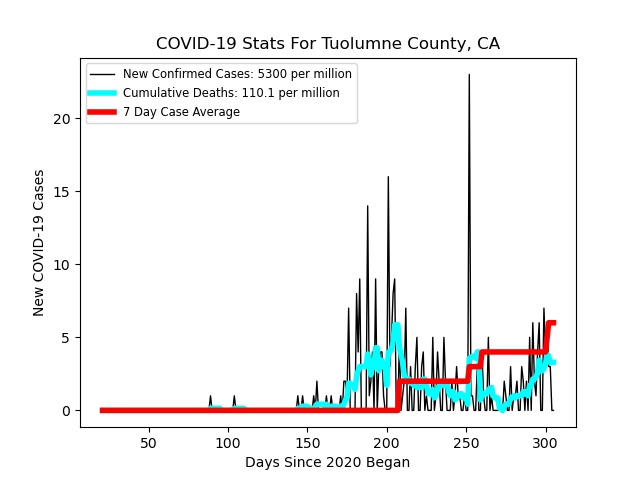 COVID-19 Stats For Tuolumne County, CA
New Confirmed Cases: 5300 per million
Cumulative Deaths: 110.1 per million
7 Day Case Average
New COVID-19 Cases
20
15
10
5
0
50 100 150 200 250 300
Days Since 2020 Began